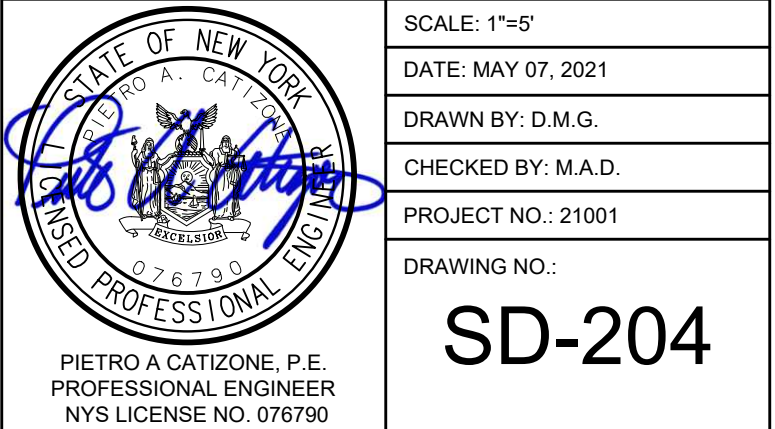 STATE OF NEW YORK
PIETRO A. CATIZONE
EXCELSIOR
076790
LICENSED PROFESSIONAL ENGINEER
PIETRO A CATIZONE, P.E.
PROFESSIONAL ENGINEER
NYS LICENSE NO. 076790
SCALE: 1"=5'
DATE: MAY 07, 2021
DRAWN BY: D.M.G.
CHECKED BY: M.A.D.
PROJECT NO.: 21001
DRAWING NO.:
SD-204